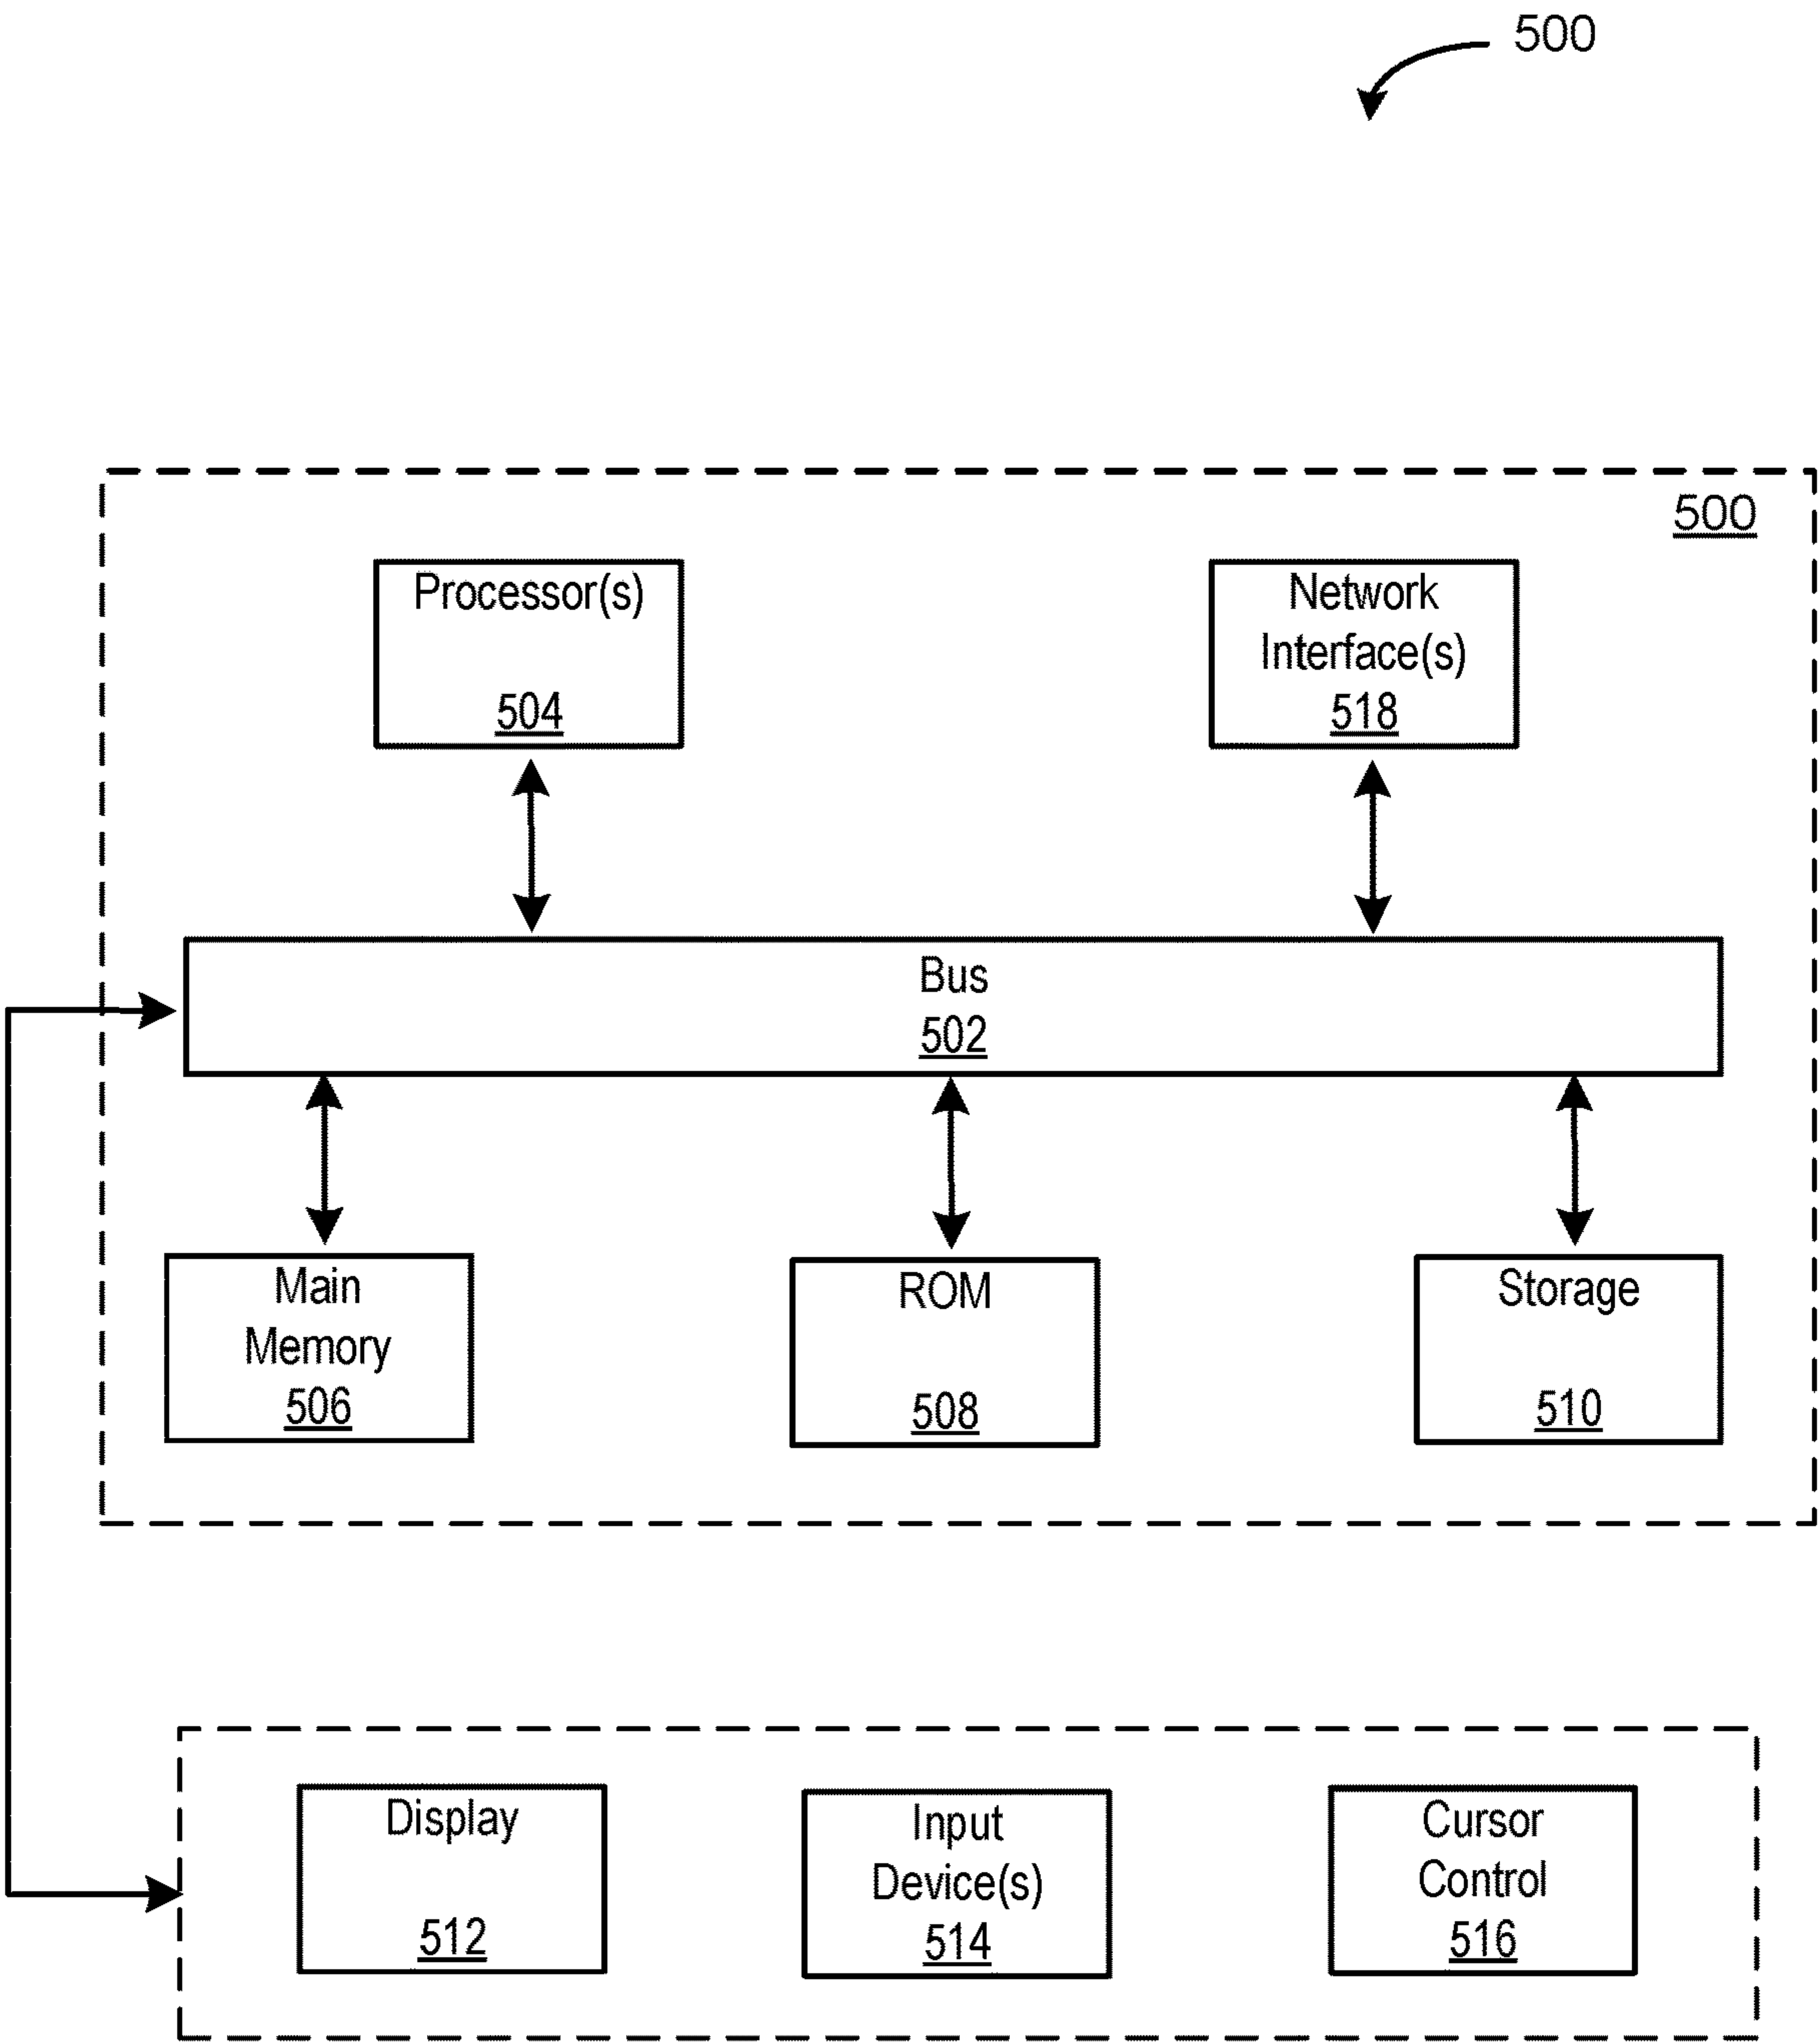 500
500
Processor(s)
504
Network
Interface(s)
518
Bus
502
Main
Memory
506
ROM
508
Storage
510
Display
512
Input
Device(s)
514
Cursor
Control
516